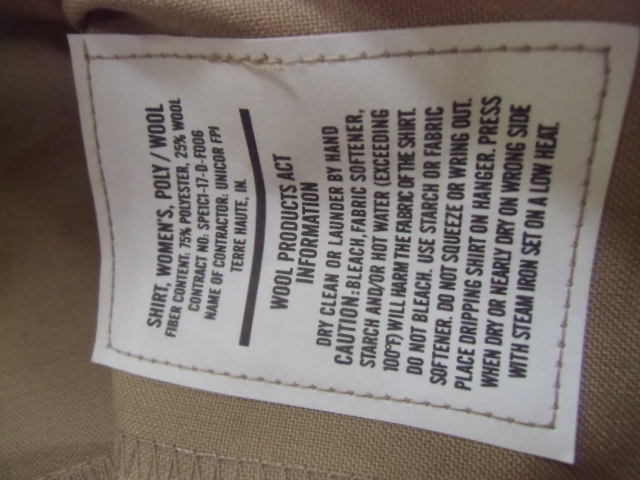 SHIRT, WOMEN'S, POLY/WOOL
FIBER CONTENT: 75% POLYESTER, 25% WOOL
CONTRACT NO: SPE1C1-17-D-F006
NAME OF CONTRACTOR: UNICOR FPI
TERRE HAUTE, IN.
WOOL PRODUCTS ACT
INFORMATION
DRY CLEAN OR LAUNDER BY HAND
CAUTION: BLEACH, FABRIC SOFTENER,
STARCH AND/OR HOT WATER (EXCEEDING
100°F) WILL HARM THE FABRIC OF THE SHIRT.
DO NOT BLEACH. USE STARCH OR FABRIC
SOFTENER. DO NOT SQUEEZE OR WRING OUT.
PLACE DRIPPING SHIRT ON HANGER. PRESS
WHEN DRY OR NEARLY DRY ON WRONG SIDE
WITH STEAM IRON SET ON A LOW HEAT.